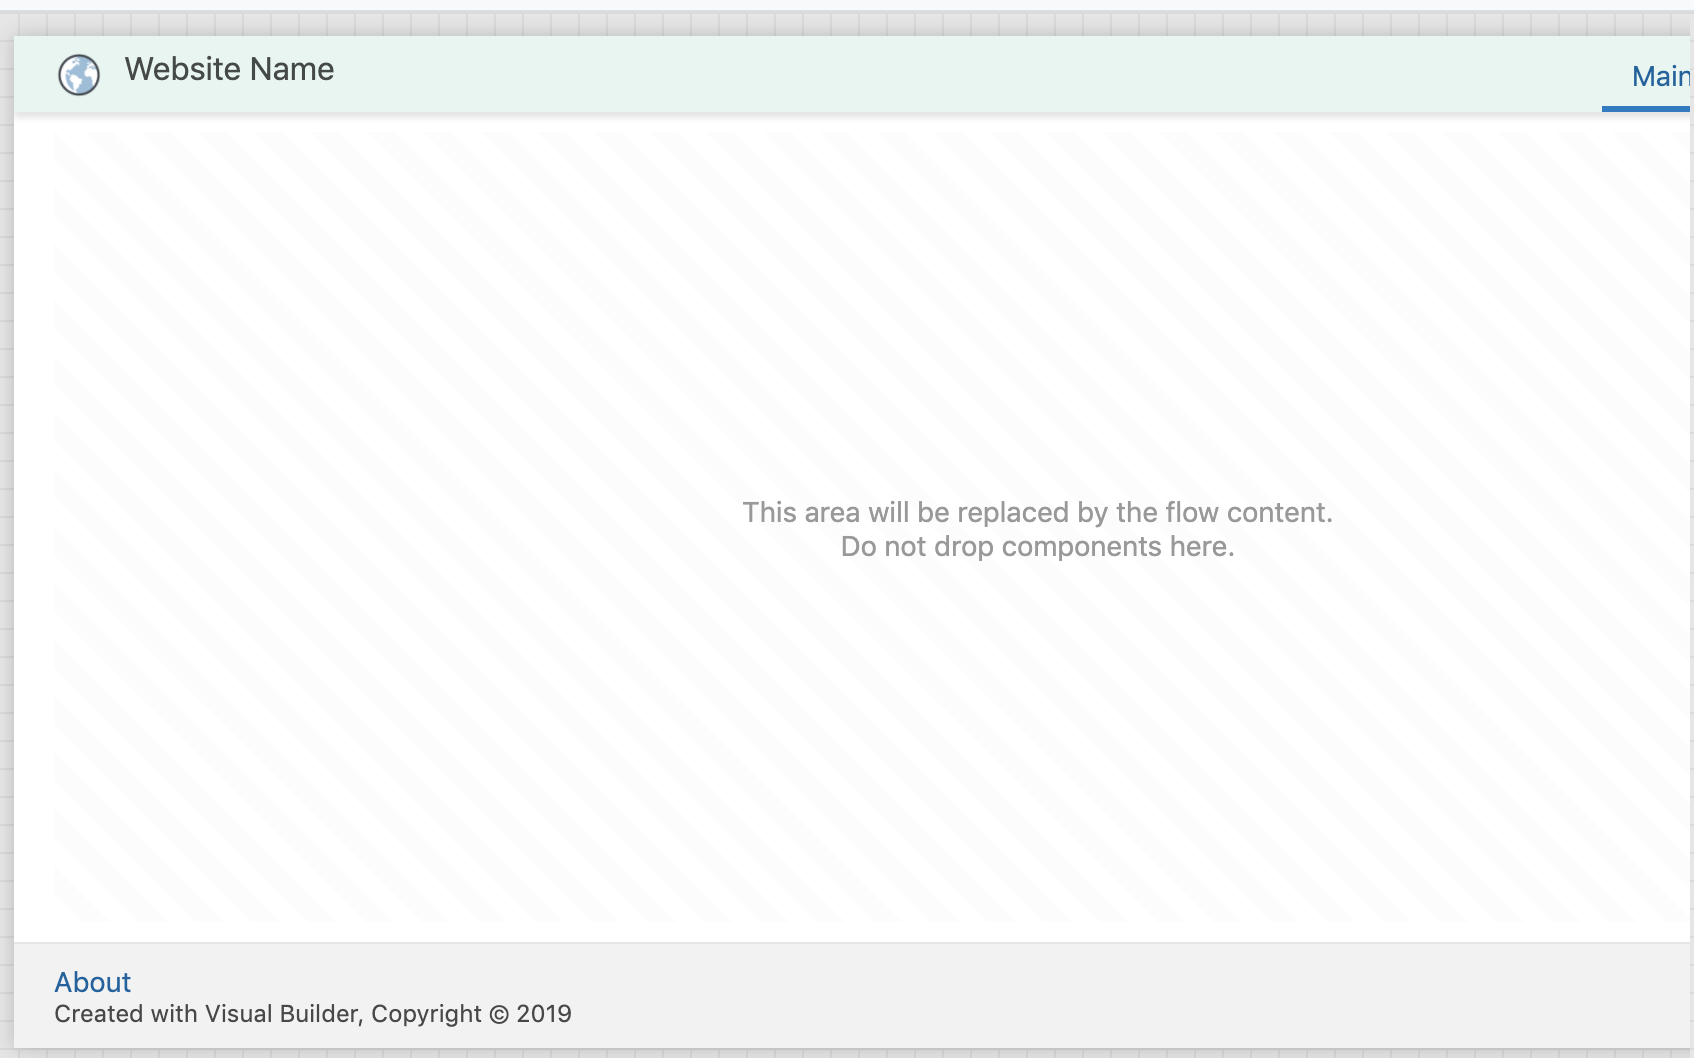 Website Name
Main
This area will be replaced by the flow content.
Do not drop components here.
About
Created with Visual Builder, Copyright © 2019